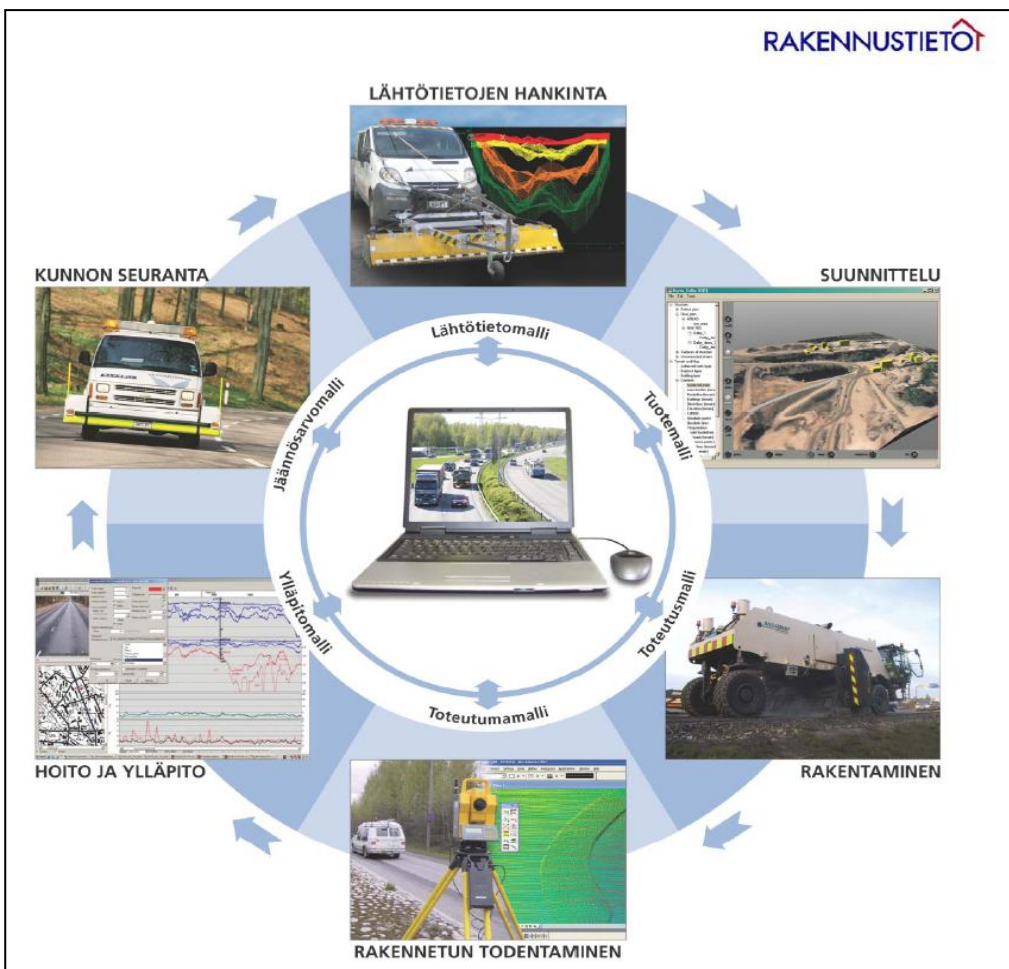 RAKENNUSTIETO
LÄHTÖTIETOJEN HANKINTA
KUNNON SEURANTA
SUUNNITTELU
Lähtötietomalli
Jäännösarvomalli
Tuotemalli
Ylläpitomalli
Toteutusmalli
Toteutumamalli
HOITO JA YLLÄPITO
RAKENTAMINEN
RAKENNETUN TODENTAMINEN